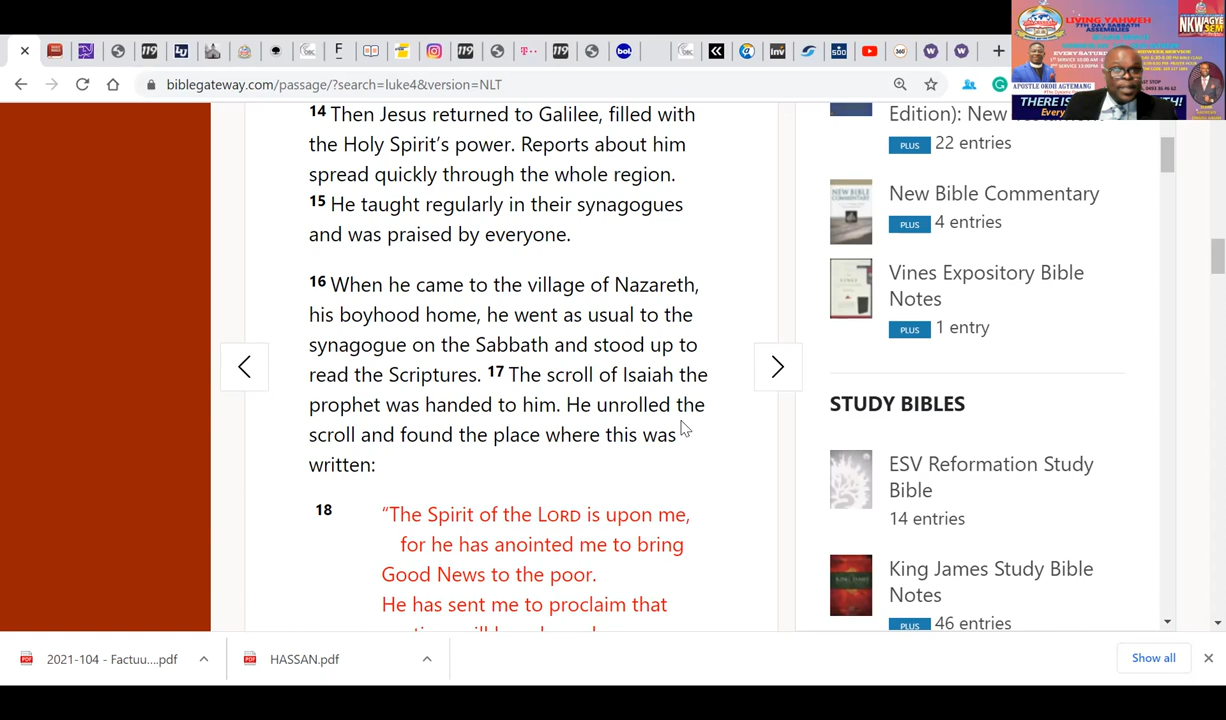 biblegateway.com/passage/?search=luke4&version=NLT
LIVING YAHWEH
7TH DAY SABBATH
ASSEMBLIES
NKWAGYE
SEM
APOSTLE OKOH AGYEMANG
THERE IS
14 Then Jesus returned to Galilee, filled with
the Holy Spirit’s power. Reports about him
spread quickly through the whole region.
15 He taught regularly in their synagogues
and was praised by everyone.
16 When he came to the village of Nazareth,
his boyhood home, he went as usual to the
synagogue on the Sabbath and stood up to
read the Scriptures. 17 The scroll of Isaiah the
prophet was handed to him. He unrolled the
scroll and found the place where this was
written:
18 “The Spirit of the LORD is upon me,
for he has anointed me to bring
Good News to the poor.
He has sent me to proclaim that
Edition): New
PLUS 22 entries
New Bible Commentary
PLUS 4 entries
Vines Expository Bible
Notes
PLUS 1 entry
STUDY BIBLES
ESV Reformation Study
Bible
14 entries
King James Study Bible
Notes
PLUS 46 entries
2021-104 - Factuu....pdf
HASSAN.pdf
Show all